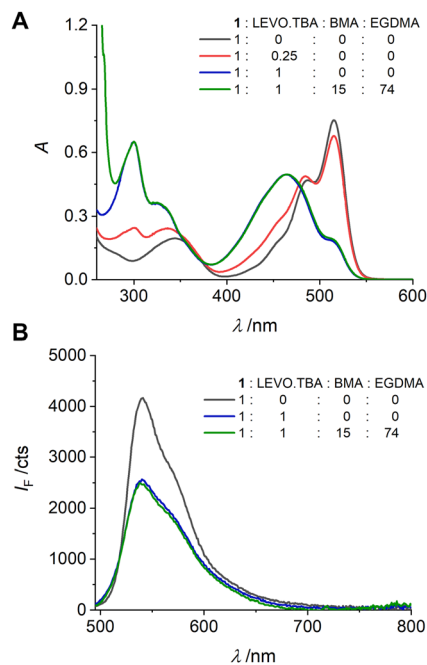 A
1 : LEVO.TBA : BMA : EGDMA
1 : 0 : 0 : 0
1 : 0.25 : 0 : 0
1 : 1 : 0 : 0
1 : 1 : 15 : 74
1.2
0.9
0.6
0.3
0.0
A
300 400 500 600
λ /nm
B
1 : LEVO.TBA : BMA : EGDMA
1 : 0 : 0 : 0
1 : 1 : 0 : 0
1 : 1 : 15 : 74
5000
4000
3000
2000
1000
0
I_F /cts
500 600 700 800
λ /nm